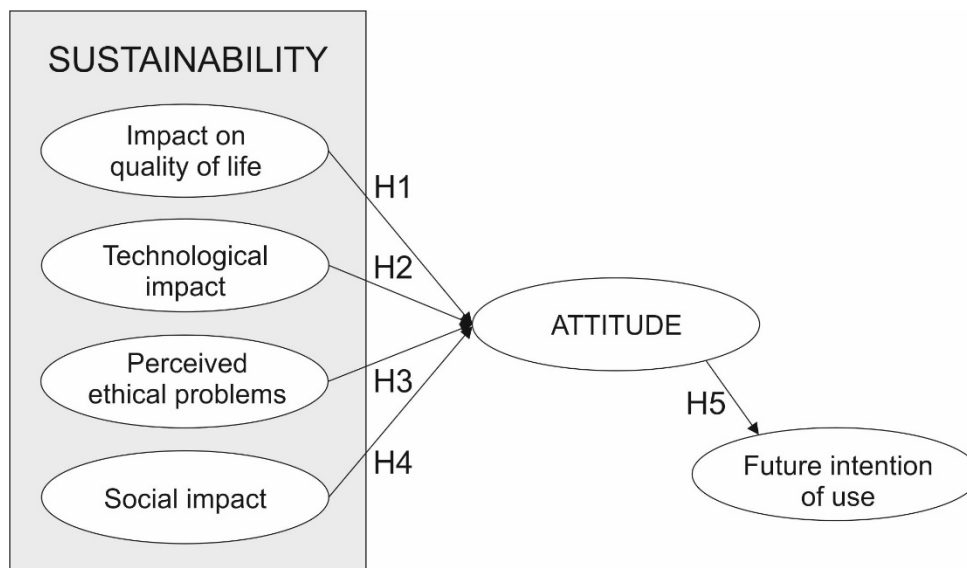 SUSTAINABILITY
Impact on
quality of life
H1
Technological
impact
H2
Perceived
ethical problems
H3
Social impact
H4
ATTITUDE
H5
Future intention
of use